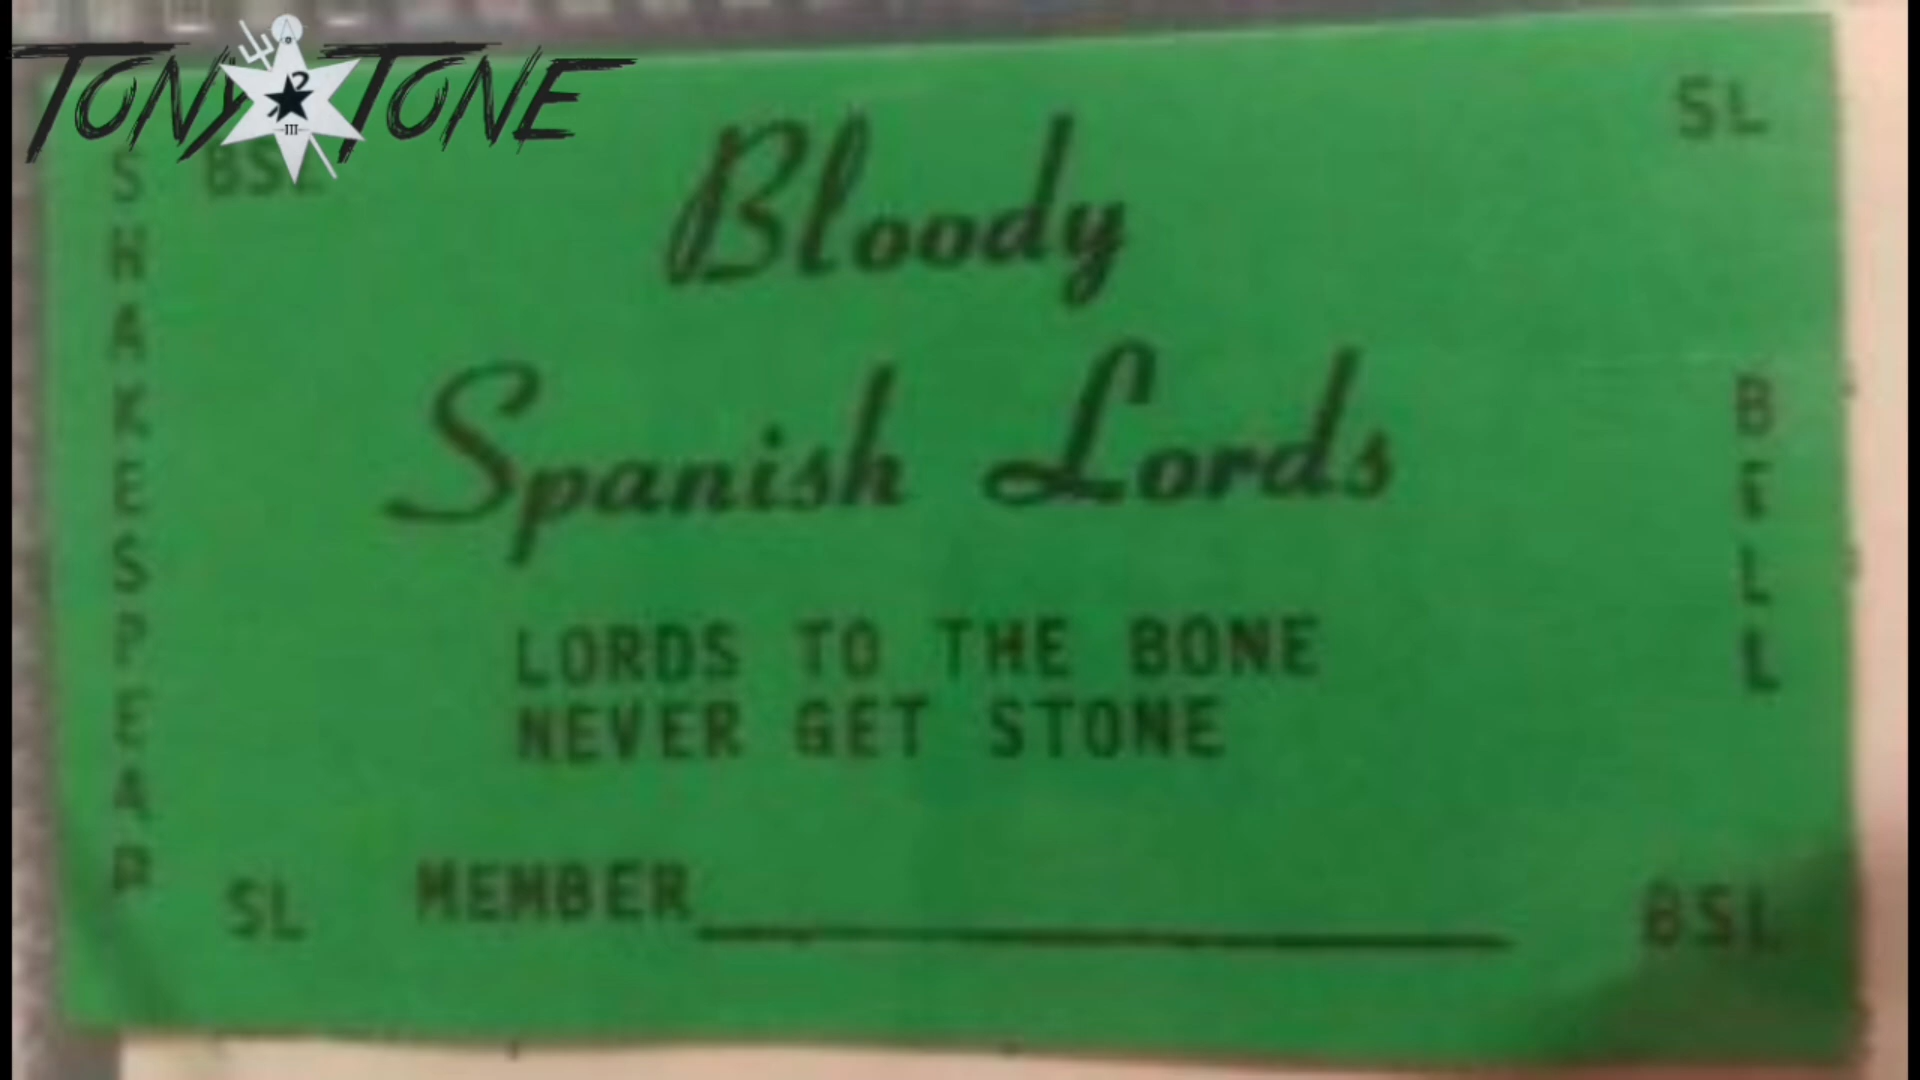 TONY TONE
III
BSL
SL
SHAKESPEAR
Bloody
Spanish Lords
BELL
LORDS TO THE BONE
NEVER GET STONE
SL
MEMBER
BSL